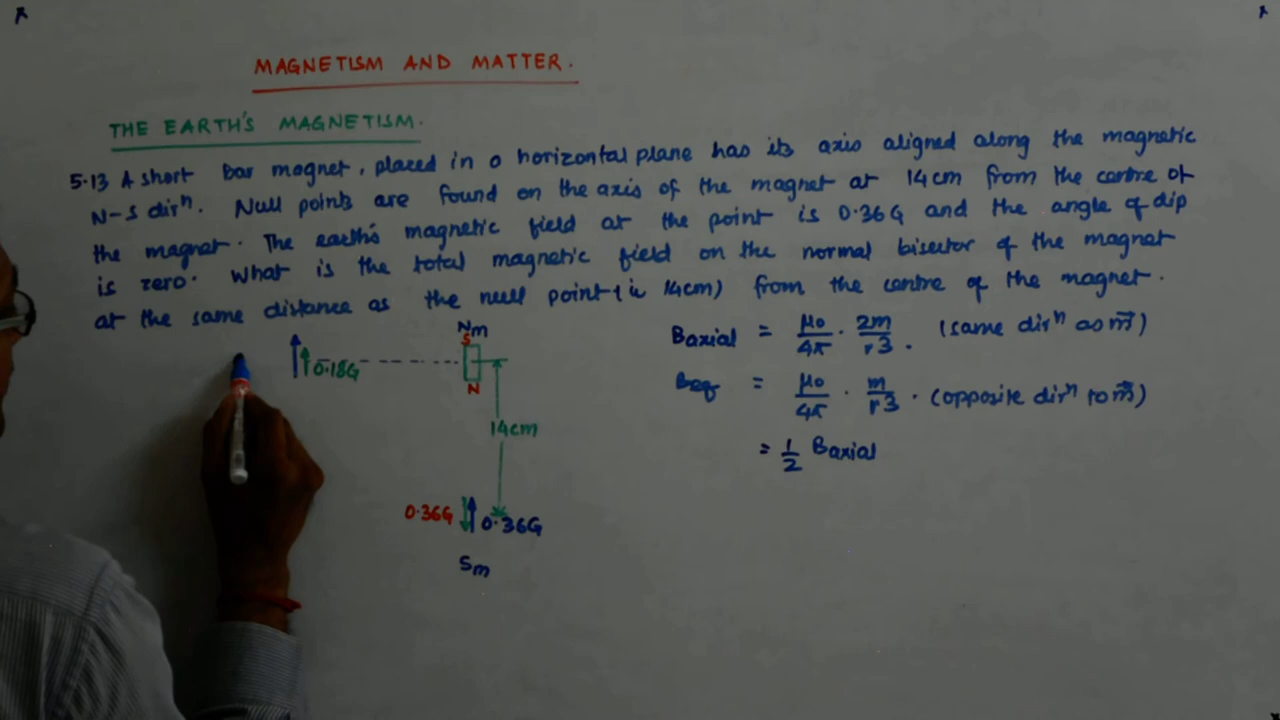 MAGNETISM AND MATTER.
THE EARTH'S MAGNETISM.
5.13 A short bar magnet, placed in a horizontal plane has its axis aligned along the magnetic
N-S dirⁿ. Null points are found on the axis of the magnet at 14cm from the centre of
the magnet. The earth's magnetic field at the point is 0.36G and the angle of dip
is zero. What is the total magnetic field on the normal bisector of the magnet
at the same distance as the null point (ie 14cm) from the centre of the magnet.
Nm
S
0.18G
N
14cm
0.36G
0.36G
Sm
Baxial = μ₀/4π · 2m/r3. (same dirⁿ as m⃗)
Beq = μ₀/4π · m/r3. (opposite dirⁿ to m⃗)
= 1/2 Baxial